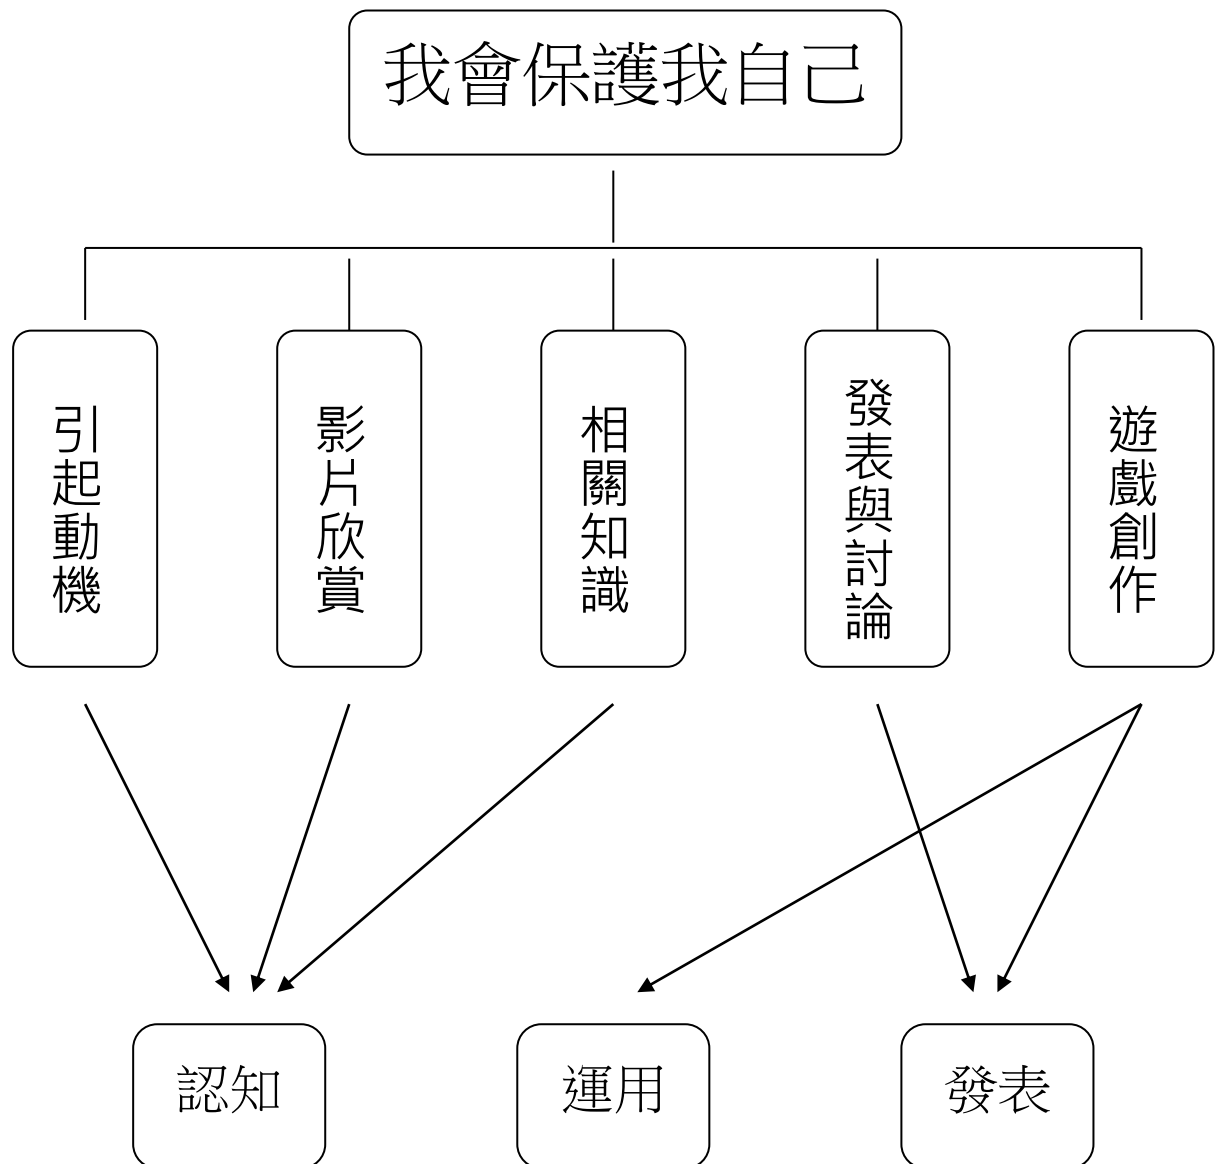 我會保護我自己
引起動機
影片欣賞
相關知識
發表與討論
遊戲創作
認知
運用
發表